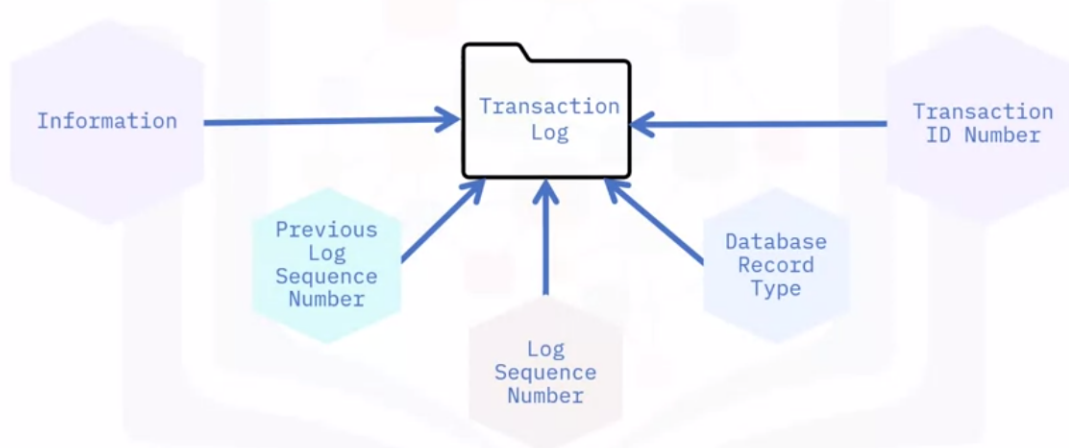 Transaction
Log
Information
Transaction
ID Number
Previous
Log
Sequence
Number
Database
Record
Type
Log
Sequence
Number